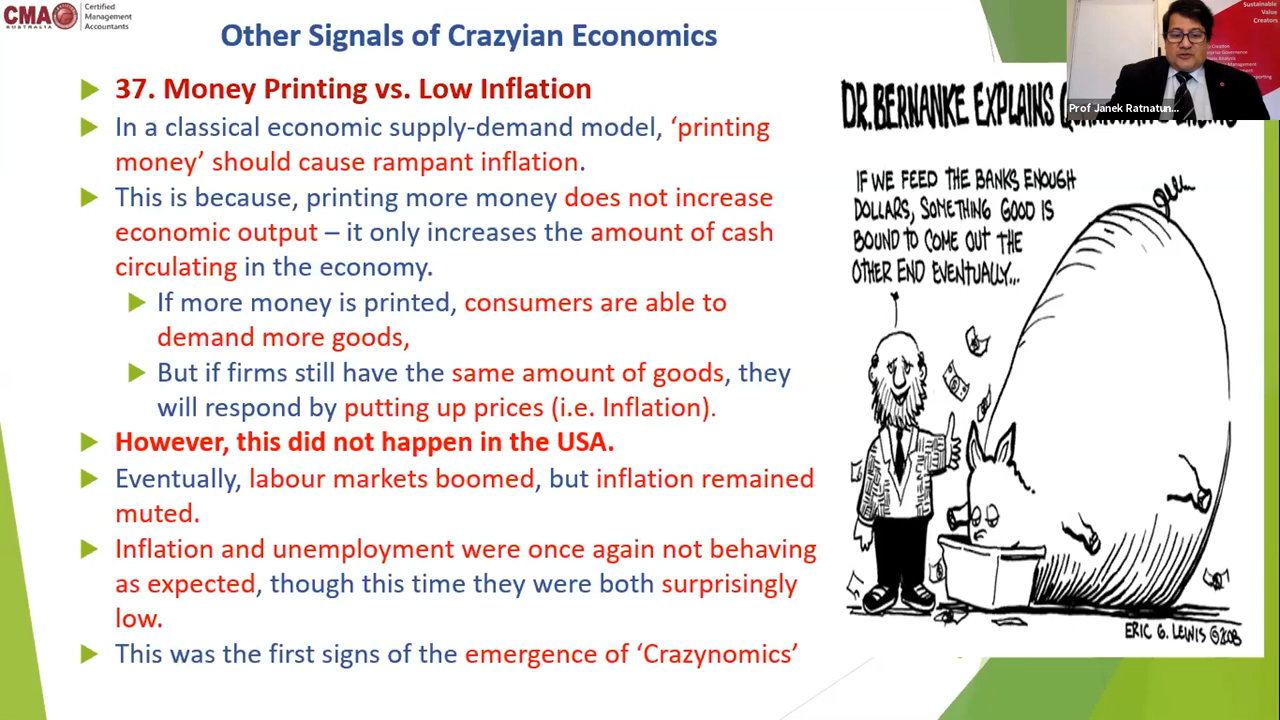 CMA
AUSTRALIA
Certified
Management
Accountants
Other Signals of Crazyian Economics
37. Money Printing vs. Low Inflation
In a classical economic supply-demand model, ‘printing
money’ should cause rampant inflation.
This is because, printing more money does not increase
economic output – it only increases the amount of cash
circulating in the economy.
If more money is printed, consumers are able to
demand more goods,
But if firms still have the same amount of goods, they
will respond by putting up prices (i.e. Inflation).
However, this did not happen in the USA.
Eventually, labour markets boomed, but inflation remained
muted.
Inflation and unemployment were once again not behaving
as expected, though this time they were both surprisingly
low.
This was the first signs of the emergence of ‘Crazynomics’
Sustainable
Value
Creators
Prof Janek Ratnatun...
DR. BERNANKE EXPLAINS
IF WE FEED THE BANKS ENOUGH
DOLLARS, SOMETHING GOOD IS
BOUND TO COME OUT THE
OTHER END EVENTUALLY...
ERIC G. LEWIS ©2008